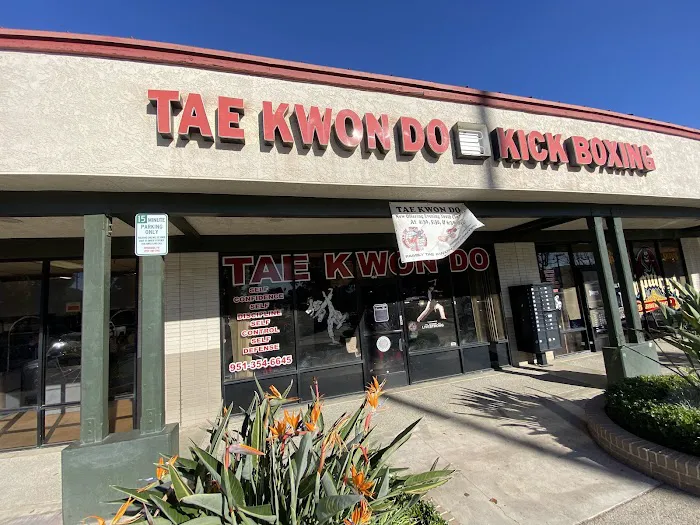 TAE KWON DO KICK BOXING
15 MINUTE
PARKING
ONLY
TAE KWON DO
TAE KWON DO
SELF
CONFIDENCE
SELF
DISCIPLINE
SELF
CONTROL
SELF
DEFENSE
951-354-6045